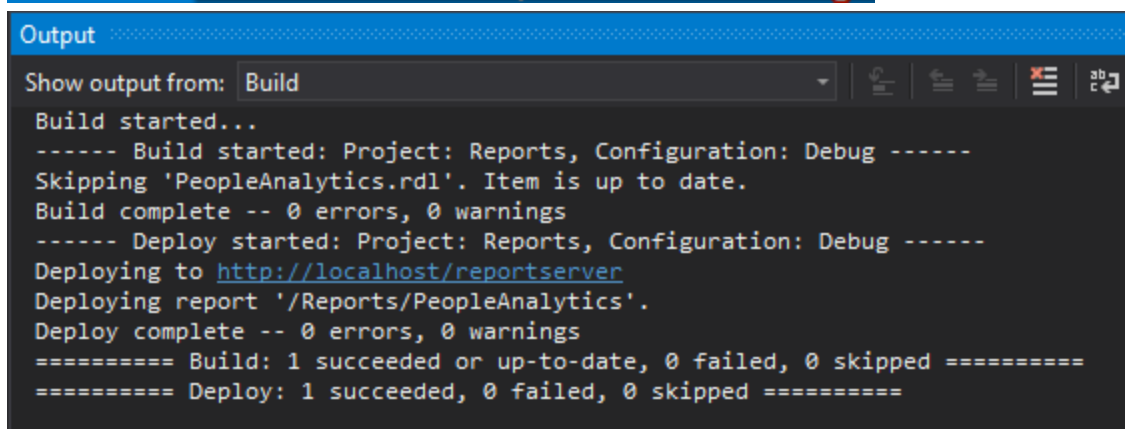 Output
Show output from: Build
Build started...
------ Build started: Project: Reports, Configuration: Debug ------
Skipping 'PeopleAnalytics.rdl'. Item is up to date.
Build complete -- 0 errors, 0 warnings
------ Deploy started: Project: Reports, Configuration: Debug ------
Deploying to http://localhost/reportserver
Deploying report '/Reports/PeopleAnalytics'.
Deploy complete -- 0 errors, 0 warnings
========== Build: 1 succeeded or up-to-date, 0 failed, 0 skipped ==========
========== Deploy: 1 succeeded, 0 failed, 0 skipped ==========